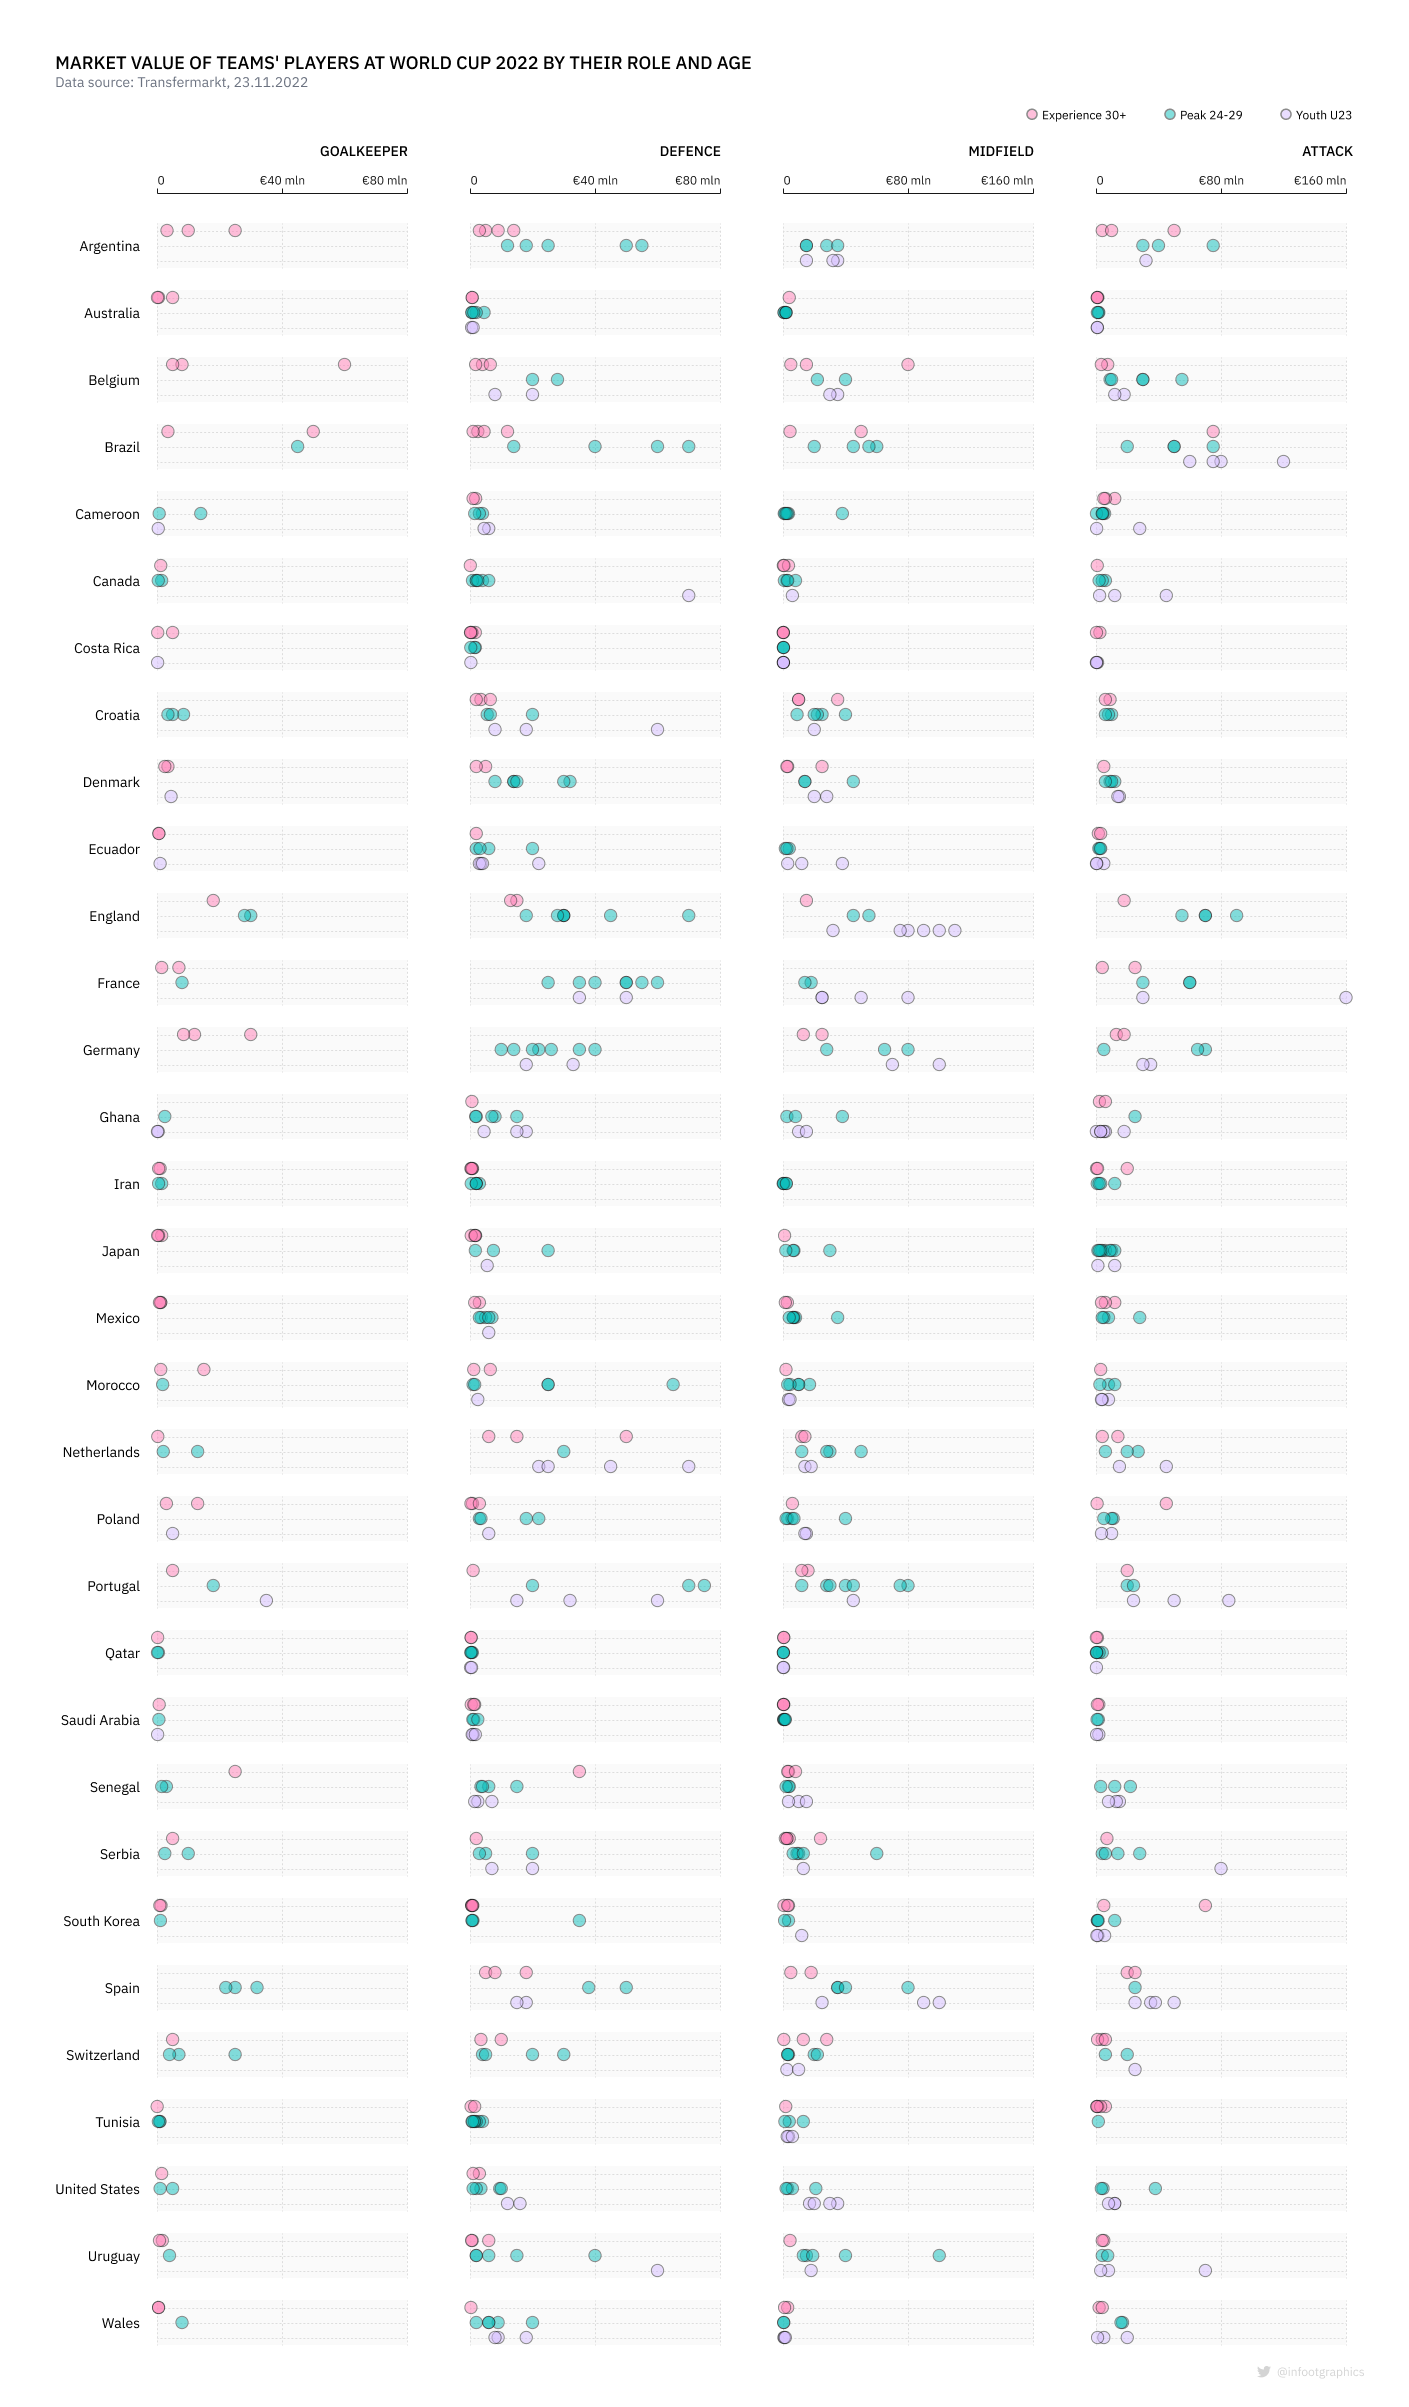 MARKET VALUE OF TEAMS' PLAYERS AT WORLD CUP 2022 BY THEIR ROLE AND AGE
Data source: Transfermarkt, 23.11.2022
Experience 30+ Peak 24-29 Youth U23
GOALKEEPER DEFENCE MIDFIELD ATTACK
0 €40 mln €80 mln 0 €40 mln €80 mln 0 €80 mln €160 mln 0 €80 mln €160 mln
Argentina
Australia
Belgium
Brazil
Cameroon
Canada
Costa Rica
Croatia
Denmark
Ecuador
England
France
Germany
Ghana
Iran
Japan
Mexico
Morocco
Netherlands
Poland
Portugal
Qatar
Saudi Arabia
Senegal
Serbia
South Korea
Spain
Switzerland
Tunisia
United States
Uruguay
Wales
@infootgraphics